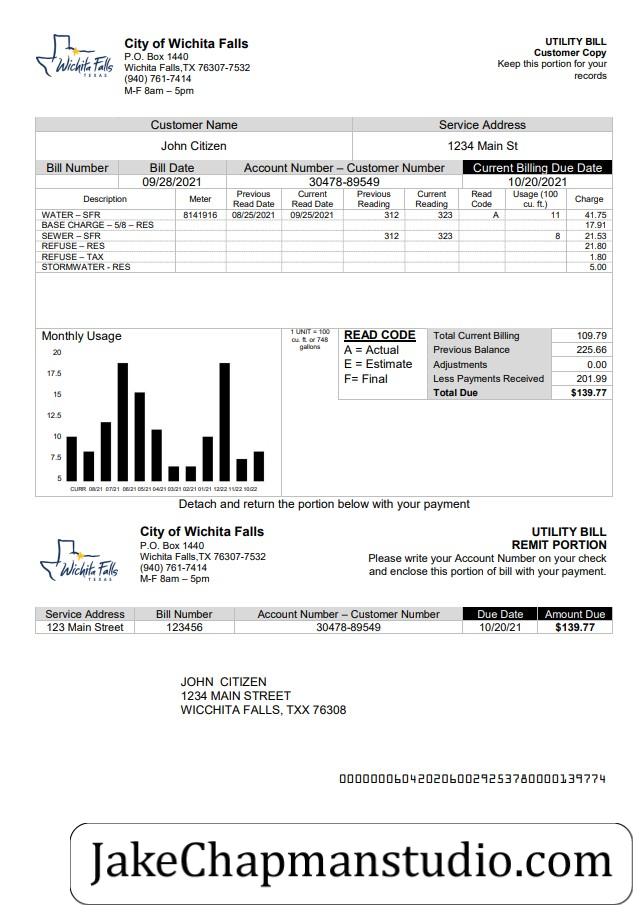 Wichita Falls
TEXAS
City of Wichita Falls
P.O. Box 1440
Wichita Falls,TX 76307-7532
(940) 761-7414
M-F 8am – 5pm
UTILITY BILL
Customer Copy
Keep this portion for your
records
Customer Name Service Address
John Citizen 1234 Main St
Bill Number Bill Date Account Number – Customer Number Current Billing Due Date
09/28/2021 30478-89549 10/20/2021
Description Meter Previous Read Date Current Read Date Previous Reading Current Reading Read Code Usage (100 cu. ft.) Charge
WATER – SFR 8141916 08/25/2021 09/25/2021 312 323 A 11 41.75
BASE CHARGE – 5/8 – RES 17.91
SEWER – SFR 312 323 8 21.53
REFUSE – RES 21.80
REFUSE – TAX 1.80
STORMWATER - RES 5.00
Monthly Usage
20
17.5
15
12.5
10
7.5
5
CURR 08/21 07/21 06/21 05/21 04/21 03/21 02/21 01/21 12/22 11/22 10/22
1 UNIT = 100
cu. ft. or 748
gallons
READ CODE
A = Actual
E = Estimate
F= Final
Total Current Billing 109.79
Previous Balance 225.66
Adjustments 0.00
Less Payments Received 201.99
Total Due $139.77
Detach and return the portion below with your payment
Wichita Falls
TEXAS
City of Wichita Falls
P.O. Box 1440
Wichita Falls,TX 76307-7532
(940) 761-7414
M-F 8am – 5pm
UTILITY BILL
REMIT PORTION
Please write your Account Number on your check
and enclose this portion of bill with your payment.
Service Address Bill Number Account Number – Customer Number Due Date Amount Due
123 Main Street 123456 30478-89549 10/20/21 $139.77
JOHN CITIZEN
1234 MAIN STREET
WICCHITA FALLS, TXX 76308
0000000604202060029253780000139774
JakeChapmanstudio.com